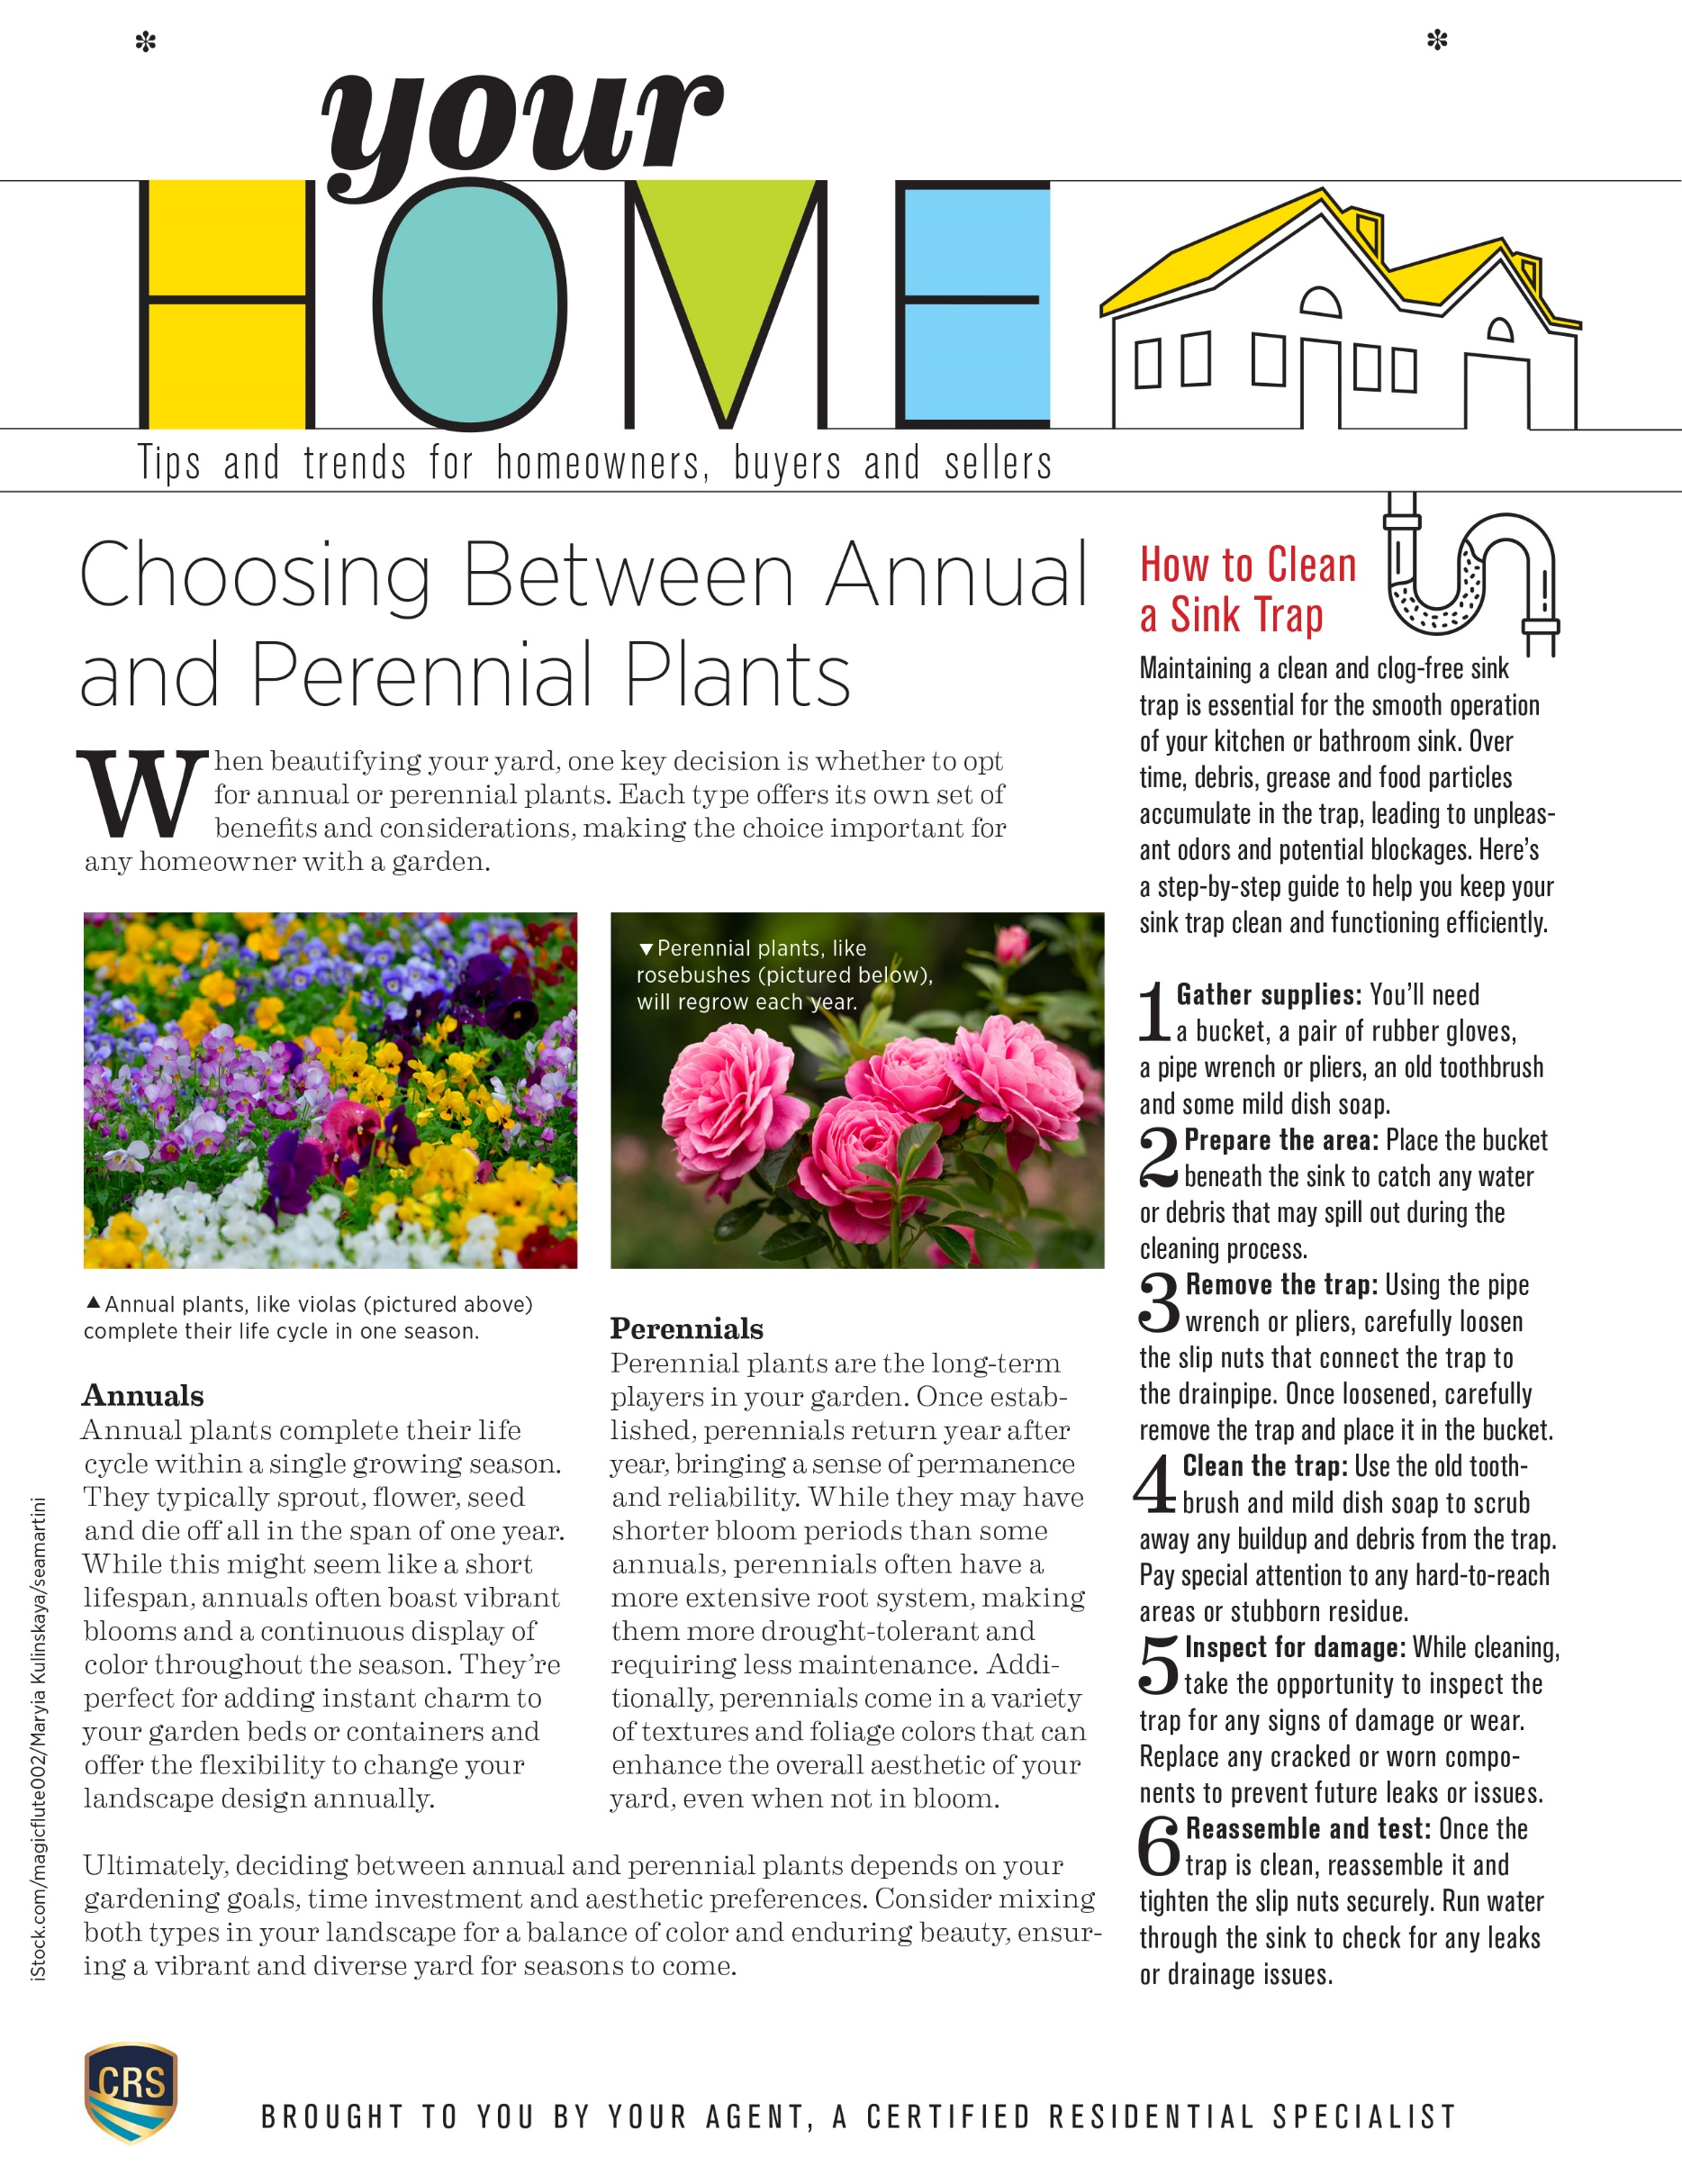 *
*
your
HOME
Tips and trends for homeowners, buyers and sellers
Choosing Between Annual
and Perennial Plants
When beautifying your yard, one key decision is whether to opt
for annual or perennial plants. Each type offers its own set of
benefits and considerations, making the choice important for
any homeowner with a garden.
▲Annual plants, like violas (pictured above)
complete their life cycle in one season.
Annuals
Annual plants complete their life
cycle within a single growing season.
They typically sprout, flower, seed
and die off all in the span of one year.
While this might seem like a short
lifespan, annuals often boast vibrant
blooms and a continuous display of
color throughout the season. They're
perfect for adding instant charm to
your garden beds or containers and
offer the flexibility to change your
landscape design annually.
▼Perennial plants, like
rosebushes (pictured below),
will regrow each year.
Perennials
Perennial plants are the long-term
players in your garden. Once estab-
lished, perennials return year after
year, bringing a sense of permanence
and reliability. While they may have
shorter bloom periods than some
annuals, perennials often have a
more extensive root system, making
them more drought-tolerant and
requiring less maintenance. Addi-
tionally, perennials come in a variety
of textures and foliage colors that can
enhance the overall aesthetic of your
yard, even when not in bloom.
Ultimately, deciding between annual and perennial plants depends on your
gardening goals, time investment and aesthetic preferences. Consider mixing
both types in your landscape for a balance of color and enduring beauty, ensur-
ing a vibrant and diverse yard for seasons to come.
iStock.com/magicflute002/Maryia Kulinskaya/seamartini
How to Clean
a Sink Trap
Maintaining a clean and clog-free sink
trap is essential for the smooth operation
of your kitchen or bathroom sink. Over
time, debris, grease and food particles
accumulate in the trap, leading to unpleas-
ant odors and potential blockages. Here's
a step-by-step guide to help you keep your
sink trap clean and functioning efficiently.
1 Gather supplies: You'll need
a bucket, a pair of rubber gloves,
a pipe wrench or pliers, an old toothbrush
and some mild dish soap.
2 Prepare the area: Place the bucket
beneath the sink to catch any water
or debris that may spill out during the
cleaning process.
3 Remove the trap: Using the pipe
wrench or pliers, carefully loosen
the slip nuts that connect the trap to
the drainpipe. Once loosened, carefully
remove the trap and place it in the bucket.
4 Clean the trap: Use the old tooth-
brush and mild dish soap to scrub
away any buildup and debris from the trap.
Pay special attention to any hard-to-reach
areas or stubborn residue.
5 Inspect for damage: While cleaning,
take the opportunity to inspect the
trap for any signs of damage or wear.
Replace any cracked or worn compo-
nents to prevent future leaks or issues.
6 Reassemble and test: Once the
trap is clean, reassemble it and
tighten the slip nuts securely. Run water
through the sink to check for any leaks
or drainage issues.
CRS
BROUGHT TO YOU BY YOUR AGENT, A CERTIFIED RESIDENTIAL SPECIALIST